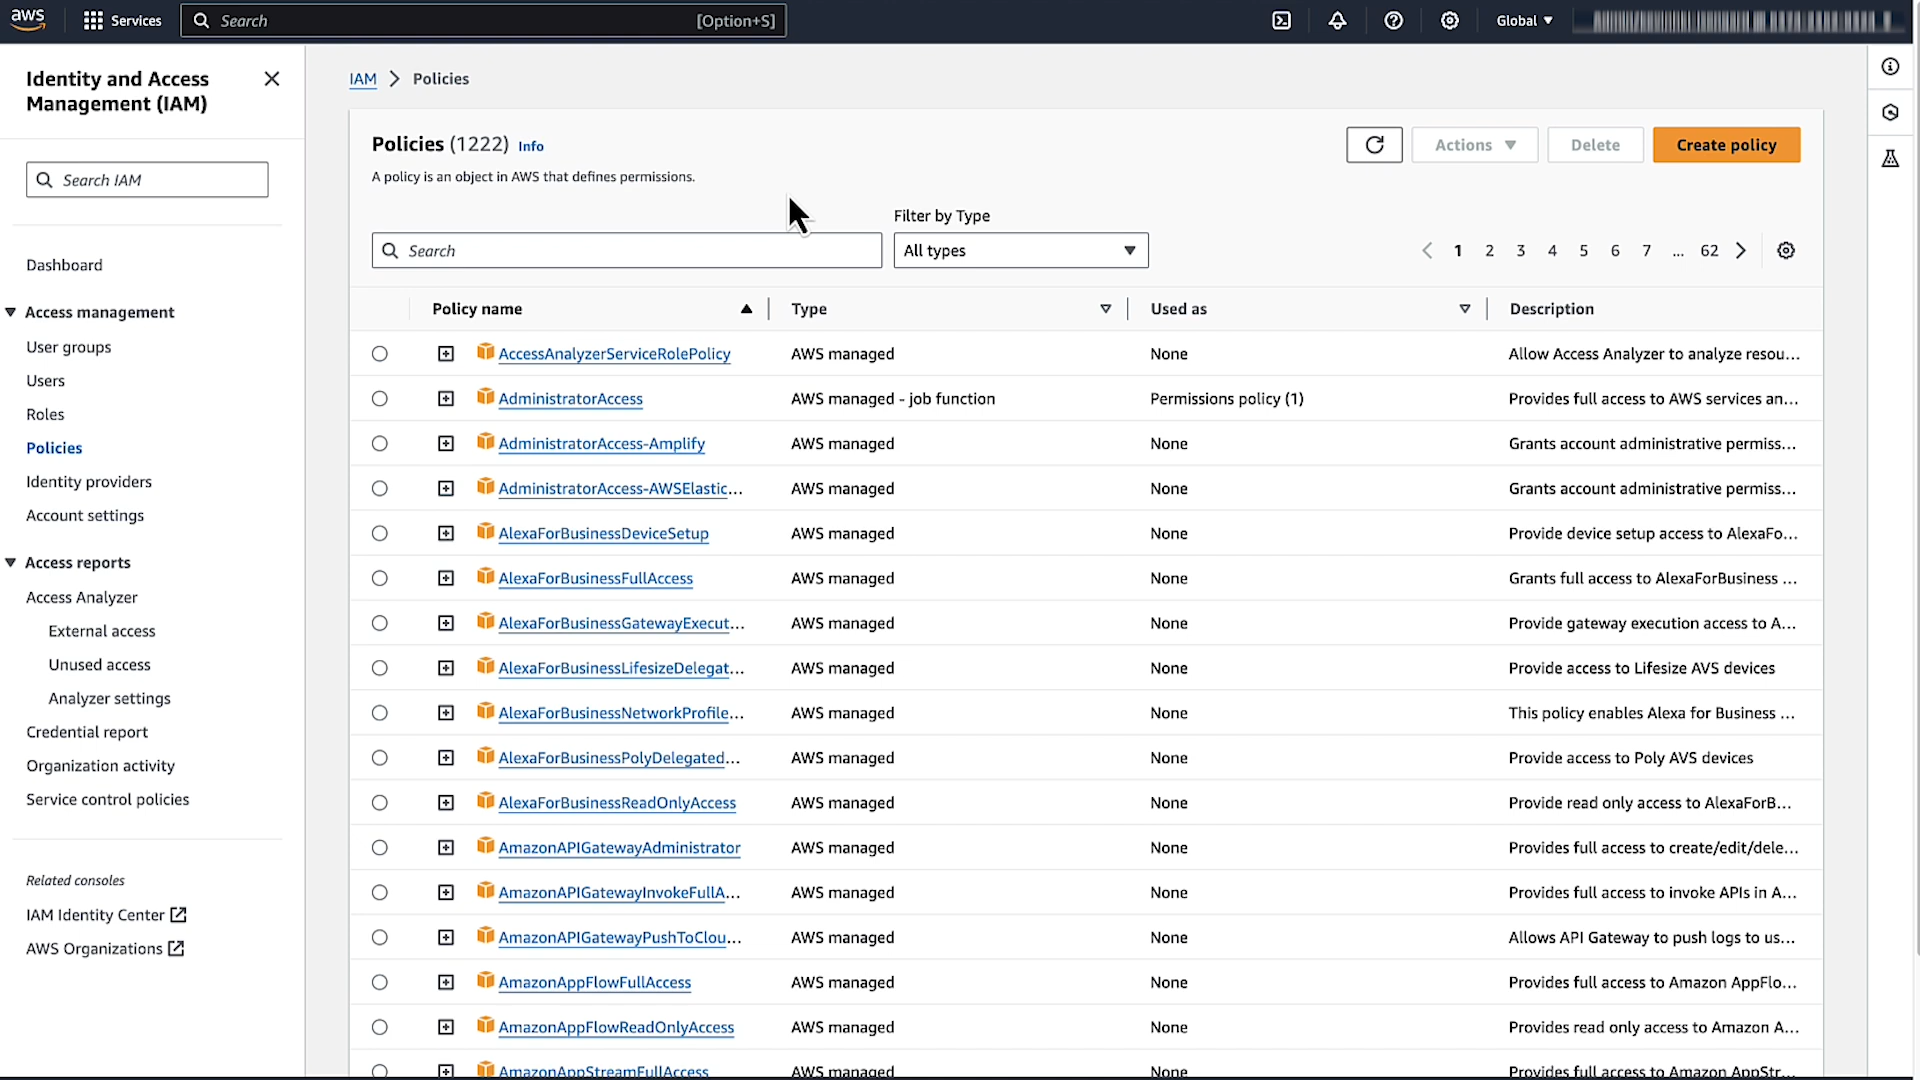 aws
Services
Search
[Option+S]
Global
Identity and Access
Management (IAM)
Search IAM
Dashboard
Access management
User groups
Users
Roles
Policies
Identity providers
Account settings
Access reports
Access Analyzer
External access
Unused access
Analyzer settings
Credential report
Organization activity
Service control policies
Related consoles
IAM Identity Center
AWS Organizations
IAM > Policies
Policies (1222) Info
A policy is an object in AWS that defines permissions.
Actions
Delete
Create policy
Filter by Type
Search
All types
1 2 3 4 5 6 7 ... 62
Policy name Type Used as Description
AccessAnalyzerServiceRolePolicy AWS managed None Allow Access Analyzer to analyze resou...
AdministratorAccess AWS managed - job function Permissions policy (1) Provides full access to AWS services an...
AdministratorAccess-Amplify AWS managed None Grants account administrative permiss...
AdministratorAccess-AWSElastic... AWS managed None Grants account administrative permiss...
AlexaForBusinessDeviceSetup AWS managed None Provide device setup access to AlexaFo...
AlexaForBusinessFullAccess AWS managed None Grants full access to AlexaForBusiness ...
AlexaForBusinessGatewayExecut... AWS managed None Provide gateway execution access to A...
AlexaForBusinessLifesizeDelegat... AWS managed None Provide access to Lifesize AVS devices
AlexaForBusinessNetworkProfile... AWS managed None This policy enables Alexa for Business ...
AlexaForBusinessPolyDelegated... AWS managed None Provide access to Poly AVS devices
AlexaForBusinessReadOnlyAccess AWS managed None Provide read only access to AlexaForB...
AmazonAPIGatewayAdministrator AWS managed None Provides full access to create/edit/dele...
AmazonAPIGatewayInvokeFullA... AWS managed None Provides full access to invoke APIs in A...
AmazonAPIGatewayPushToClou... AWS managed None Allows API Gateway to push logs to us...
AmazonAppFlowFullAccess AWS managed None Provides full access to Amazon AppFlo...
AmazonAppFlowReadOnlyAccess AWS managed None Provides read only access to Amazon A...
AmazonAppStreamFullAccess AWS managed None Provides full access to Amazon AppStr...